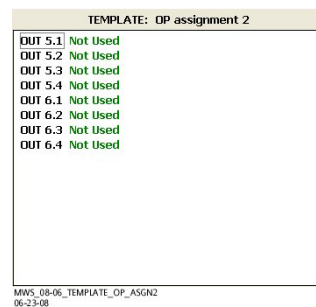 TEMPLATE: OP assignment 2
OUT 5.1 Not Used
OUT 5.2 Not Used
OUT 5.3 Not Used
OUT 5.4 Not Used
OUT 6.1 Not Used
OUT 6.2 Not Used
OUT 6.3 Not Used
OUT 6.4 Not Used
MWS_08-06_TEMPLATE_OP_ASGN2
06-23-08